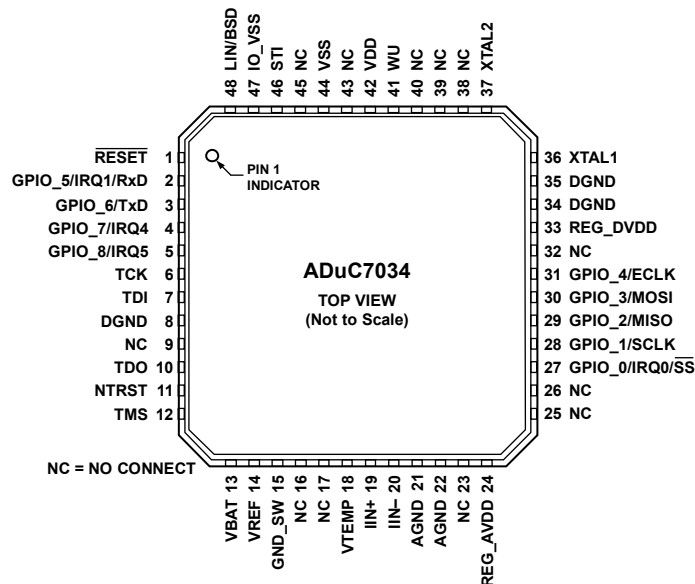 48 LIN/BSD
47 IO_VSS
46 STI
45 NC
44 VSS
43 NC
42 VDD
41 WU
40 NC
39 NC
38 NC
37 XTAL2
RESET 1
GPIO_5/IRQ1/RxD 2
GPIO_6/TxD 3
GPIO_7/IRQ4 4
GPIO_8/IRQ5 5
TCK 6
TDI 7
DGND 8
NC 9
TDO 10
NTRST 11
TMS 12
PIN 1
INDICATOR
ADuC7034
TOP VIEW
(Not to Scale)
36 XTAL1
35 DGND
34 DGND
33 REG_DVDD
32 NC
31 GPIO_4/ECLK
30 GPIO_3/MOSI
29 GPIO_2/MISO
28 GPIO_1/SCLK
27 GPIO_0/IRQ0/SS
26 NC
25 NC
NC = NO CONNECT
VBAT 13
VREF 14
GND_SW 15
NC 16
NC 17
VTEMP 18
IIN+ 19
IIN– 20
AGND 21
AGND 22
NC 23
REG_AVDD 24